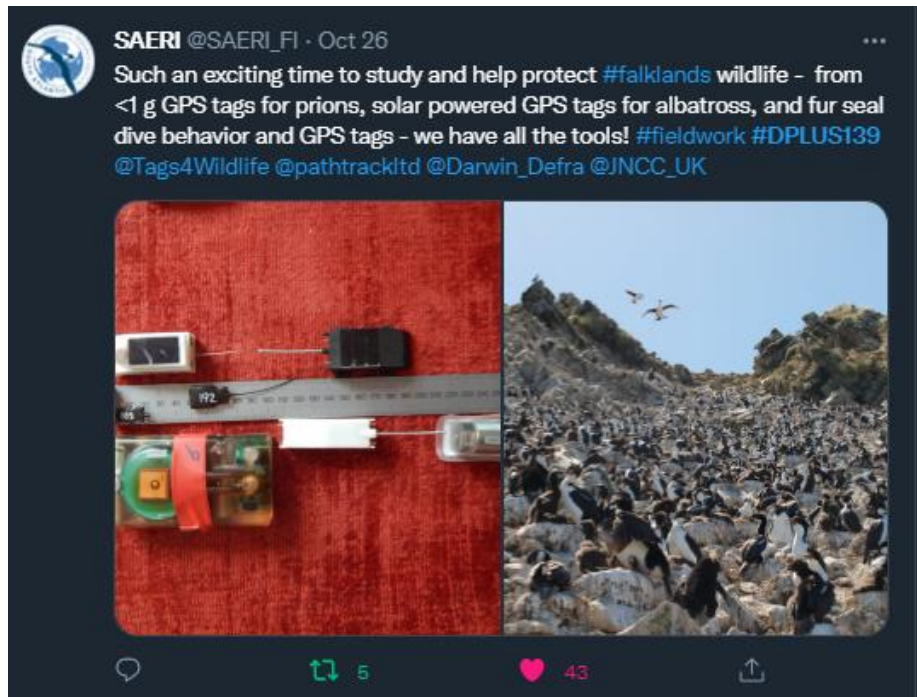 SAERI @SAERI_FI · Oct 26
Such an exciting time to study and help protect #falklands wildlife - from
<1 g GPS tags for prions, solar powered GPS tags for albatross, and fur seal
dive behavior and GPS tags - we have all the tools! #fieldwork #DPLUS139
@Tags4Wildlife @pathtrackltd @Darwin_Defra @JNCC_UK
192
5
43